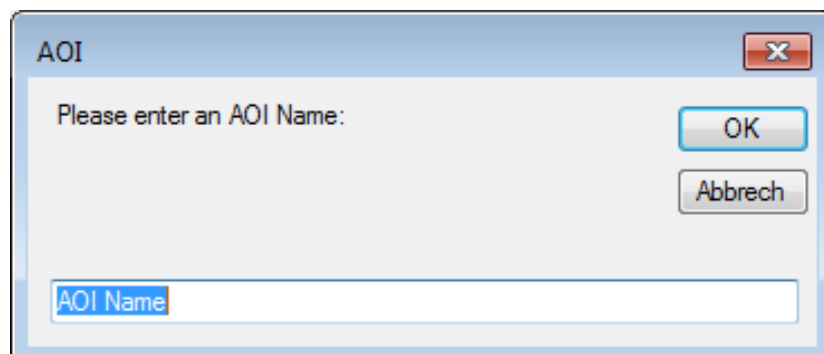 AOI
Please enter an AOI Name:
OK
Abbrech
AOI Name